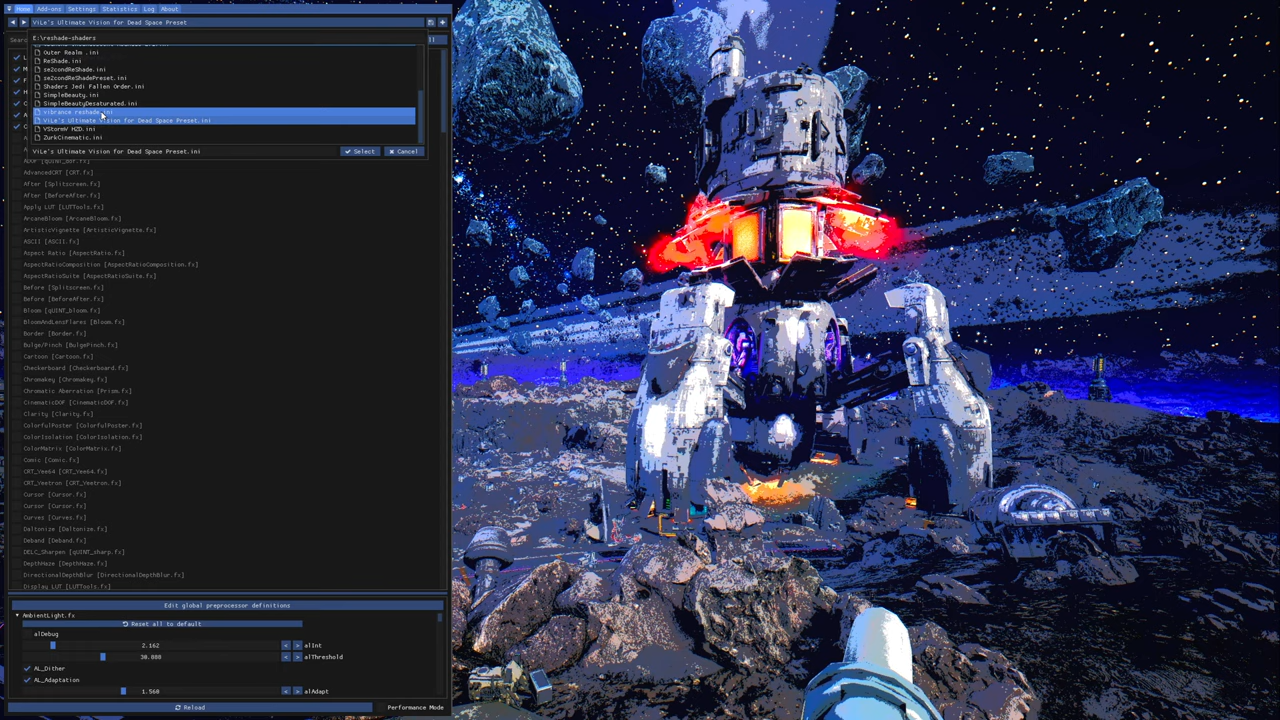 Home Add-ons Settings Statistics Log About
ViLe's Ultimate Vision for Dead Space Preset
E:\reshade-shaders
Outer Realm .ini
ReShade.ini
se2condReShade.ini
se2condReShadePreset.ini
Shaders Jedi Fallen Order.ini
SimpleBeauty.ini
SimpleBeautyDesaturated.ini
vibrance reshade.ini
ViLe's Ultimate Vision for Dead Space Preset.ini
VStormV HZD.ini
ZurkCinematic.ini
ViLe's Ultimate Vision for Dead Space Preset.ini Select Cancel
AdvancedCRT [CRT.fx]
After [Splitscreen.fx]
After [BeforeAfter.fx]
Apply LUT [LUTTools.fx]
ArcaneBloom [ArcaneBloom.fx]
ArtisticVignette [ArtisticVignette.fx]
ASCII [ASCII.fx]
Aspect Ratio [AspectRatio.fx]
AspectRatioComposition [AspectRatioComposition.fx]
AspectRatioSuite [AspectRatioSuite.fx]
Before [Splitscreen.fx]
Before [BeforeAfter.fx]
Bloom [qUINT_bloom.fx]
BloomAndLensFlares [Bloom.fx]
Border [Border.fx]
Bulge/Pinch [BulgePinch.fx]
Cartoon [Cartoon.fx]
Checkerboard [Checkerboard.fx]
Chromakey [Chromakey.fx]
Chromatic Aberration [Prism.fx]
CinematicDOF [CinematicDOF.fx]
Clarity [Clarity.fx]
ColorfulPoster [ColorfulPoster.fx]
ColorIsolation [ColorIsolation.fx]
ColorMatrix [ColorMatrix.fx]
Comic [Comic.fx]
CRT_Yee64 [CRT_Yee64.fx]
CRT_Yeetron [CRT_Yeetron.fx]
Cursor [Cursor.fx]
Cursor [Cursor.fx]
Curves [Curves.fx]
Daltonize [Daltonize.fx]
Deband [Deband.fx]
DELC_Sharpen [qUINT_sharp.fx]
DepthHaze [DepthHaze.fx]
DirectionalDepthBlur [DirectionalDepthBlur.fx]
Display LUT [LUTTools.fx]
Edit global preprocessor definitions
AmbientLight.fx
Reset all to default
alDebug
2.162 < > alInt
30.888 < > alThreshold
AL_Dither
AL_Adaptation
1.560 < > alAdapt
Reload Performance Mode